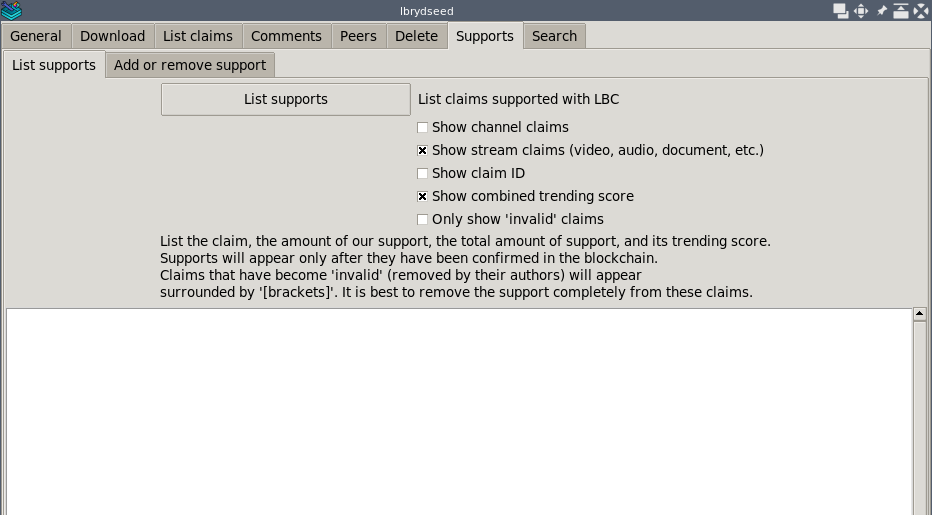 lbrydseed
General Download List claims Comments Peers Delete Supports Search
List supports Add or remove support
List supports List claims supported with LBC
Show channel claims
Show stream claims (video, audio, document, etc.)
Show claim ID
Show combined trending score
Only show 'invalid' claims
List the claim, the amount of our support, the total amount of support, and its trending score.
Supports will appear only after they have been confirmed in the blockchain.
Claims that have become 'invalid' (removed by their authors) will appear
surrounded by '[brackets]'. It is best to remove the support completely from these claims.